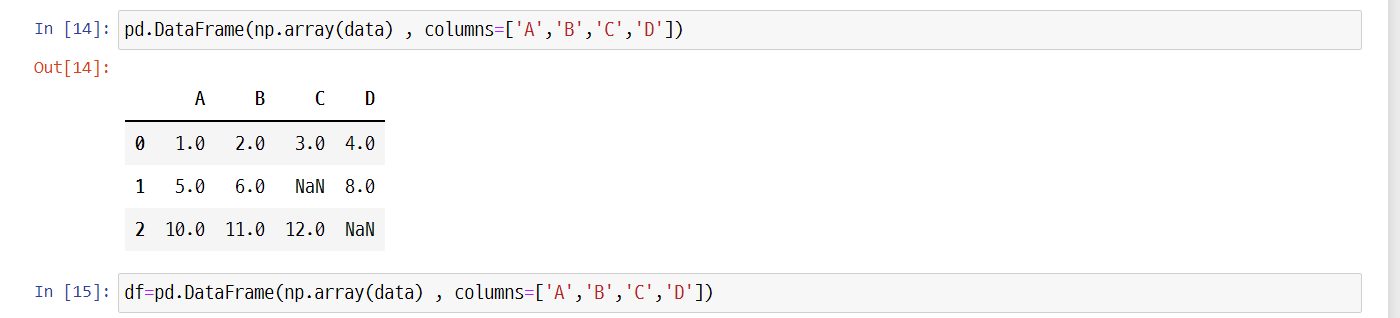 In [14]: pd.DataFrame(np.array(data) , columns=['A','B','C','D'])
Out[14]:
A B C D
0 1.0 2.0 3.0 4.0
1 5.0 6.0 NaN 8.0
2 10.0 11.0 12.0 NaN
In [15]: df=pd.DataFrame(np.array(data) , columns=['A','B','C','D'])